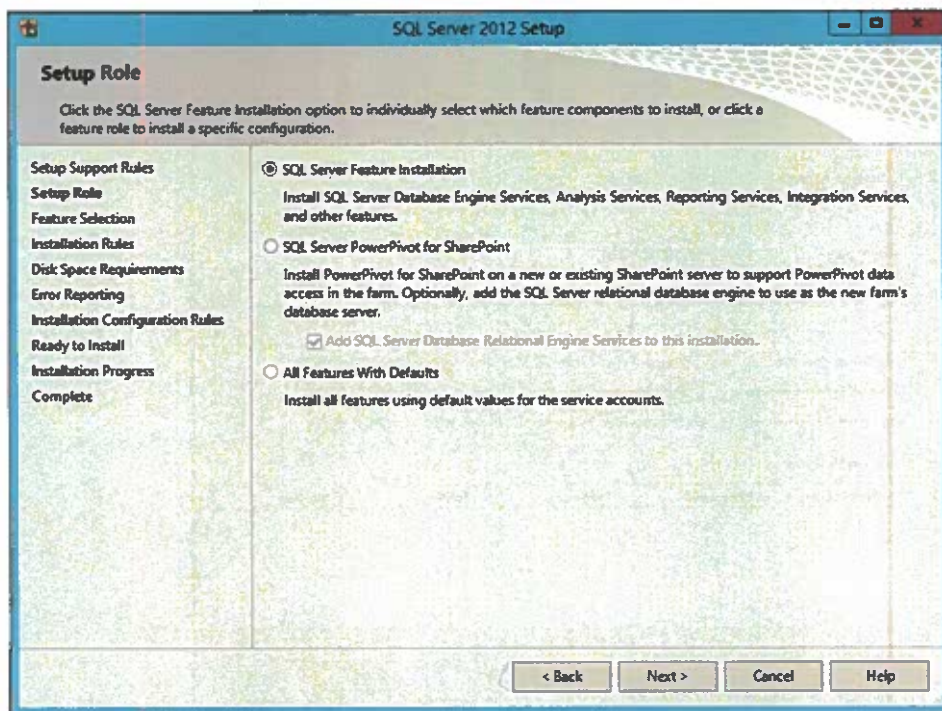 SQL Server 2012 Setup
Setup Role
Click the SQL Server Feature Installation option to individually select which feature components to install, or click a
feature role to install a specific configuration.
Setup Support Rules
Setup Role
Feature Selection
Installation Rules
Disk Space Requirements
Error Reporting
Installation Configuration Rules
Ready to Install
Installation Progress
Complete
SQL Server Feature Installation
Install SQL Server Database Engine Services, Analysis Services, Reporting Services, Integration Services,
and other features.
SQL Server PowerPivot for SharePoint
Install PowerPivot for SharePoint on a new or existing SharePoint server to support PowerPivot data
access in the farm. Optionally, add the SQL Server relational database engine to use as the new farm's
database server.
Add SQL Server Database Relational Engine Services to this installation.
All Features With Defaults
Install all features using default values for the service accounts.
< Back
Next >
Cancel
Help